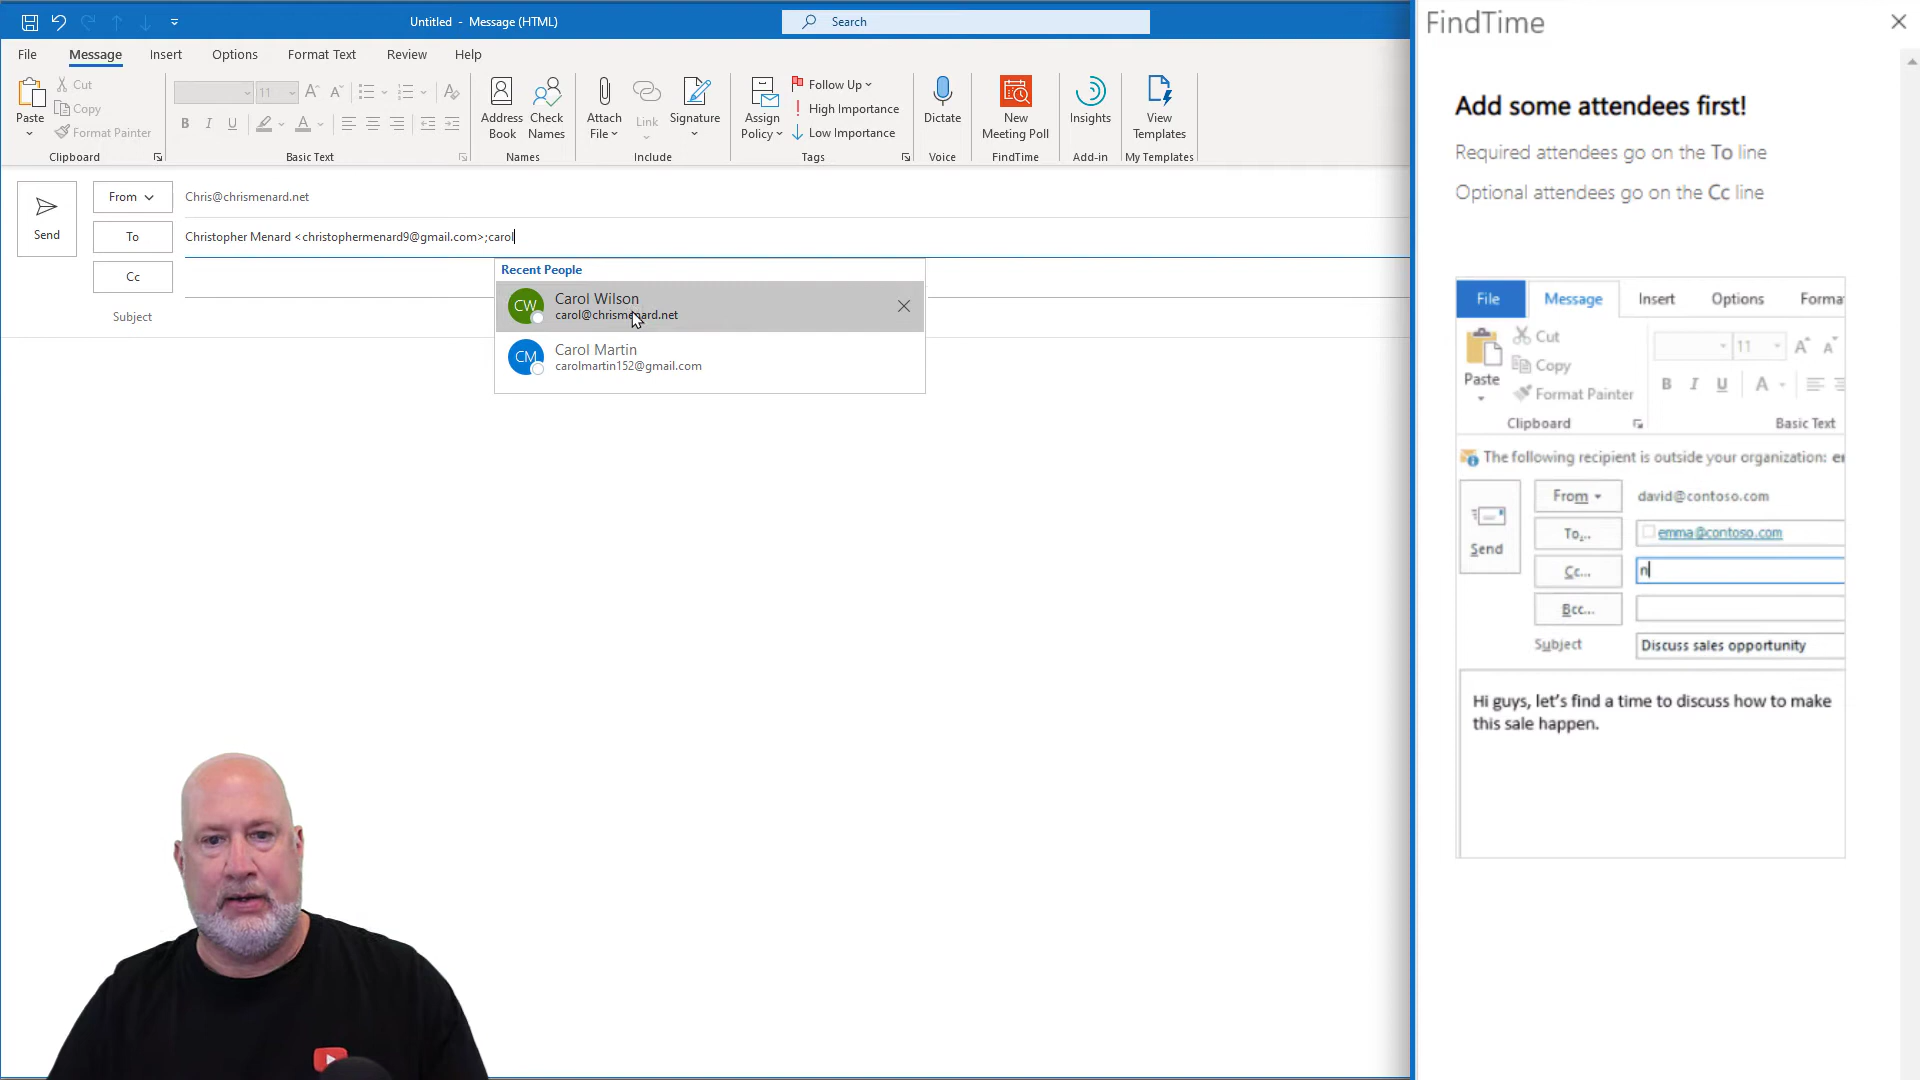 Untitled - Message (HTML)
Search
File
Message
Insert
Options
Format Text
Review
Help
Paste
Cut
Copy
Format Painter
Clipboard
11
B I U
A
Basic Text
Address Book
Check Names
Names
Attach File
Link
Signature
Include
Assign Policy
Follow Up
High Importance
Low Importance
Tags
Dictate
Voice
New Meeting Poll
FindTime
Insights
Add-in
View Templates
My Templates
Send
From
Chris@chrismenard.net
To
Christopher Menard <christophermenard9@gmail.com>;carol
Cc
Subject
Recent People
CW
Carol Wilson
carol@chrismenard.net
CM
Carol Martin
carolmartin152@gmail.com
FindTime
Add some attendees first!
Required attendees go on the To line
Optional attendees go on the Cc line
File
Message
Insert
Options
Forma
Paste
Cut
Copy
Format Painter
Clipboard
11
B I U
A
Basic Text
The following recipient is outside your organization: er
Send
From
david@contoso.com
To...
emma@contoso.com
Cc...
n
Bcc...
Subject
Discuss sales opportunity
Hi guys, let's find a time to discuss how to make
this sale happen.